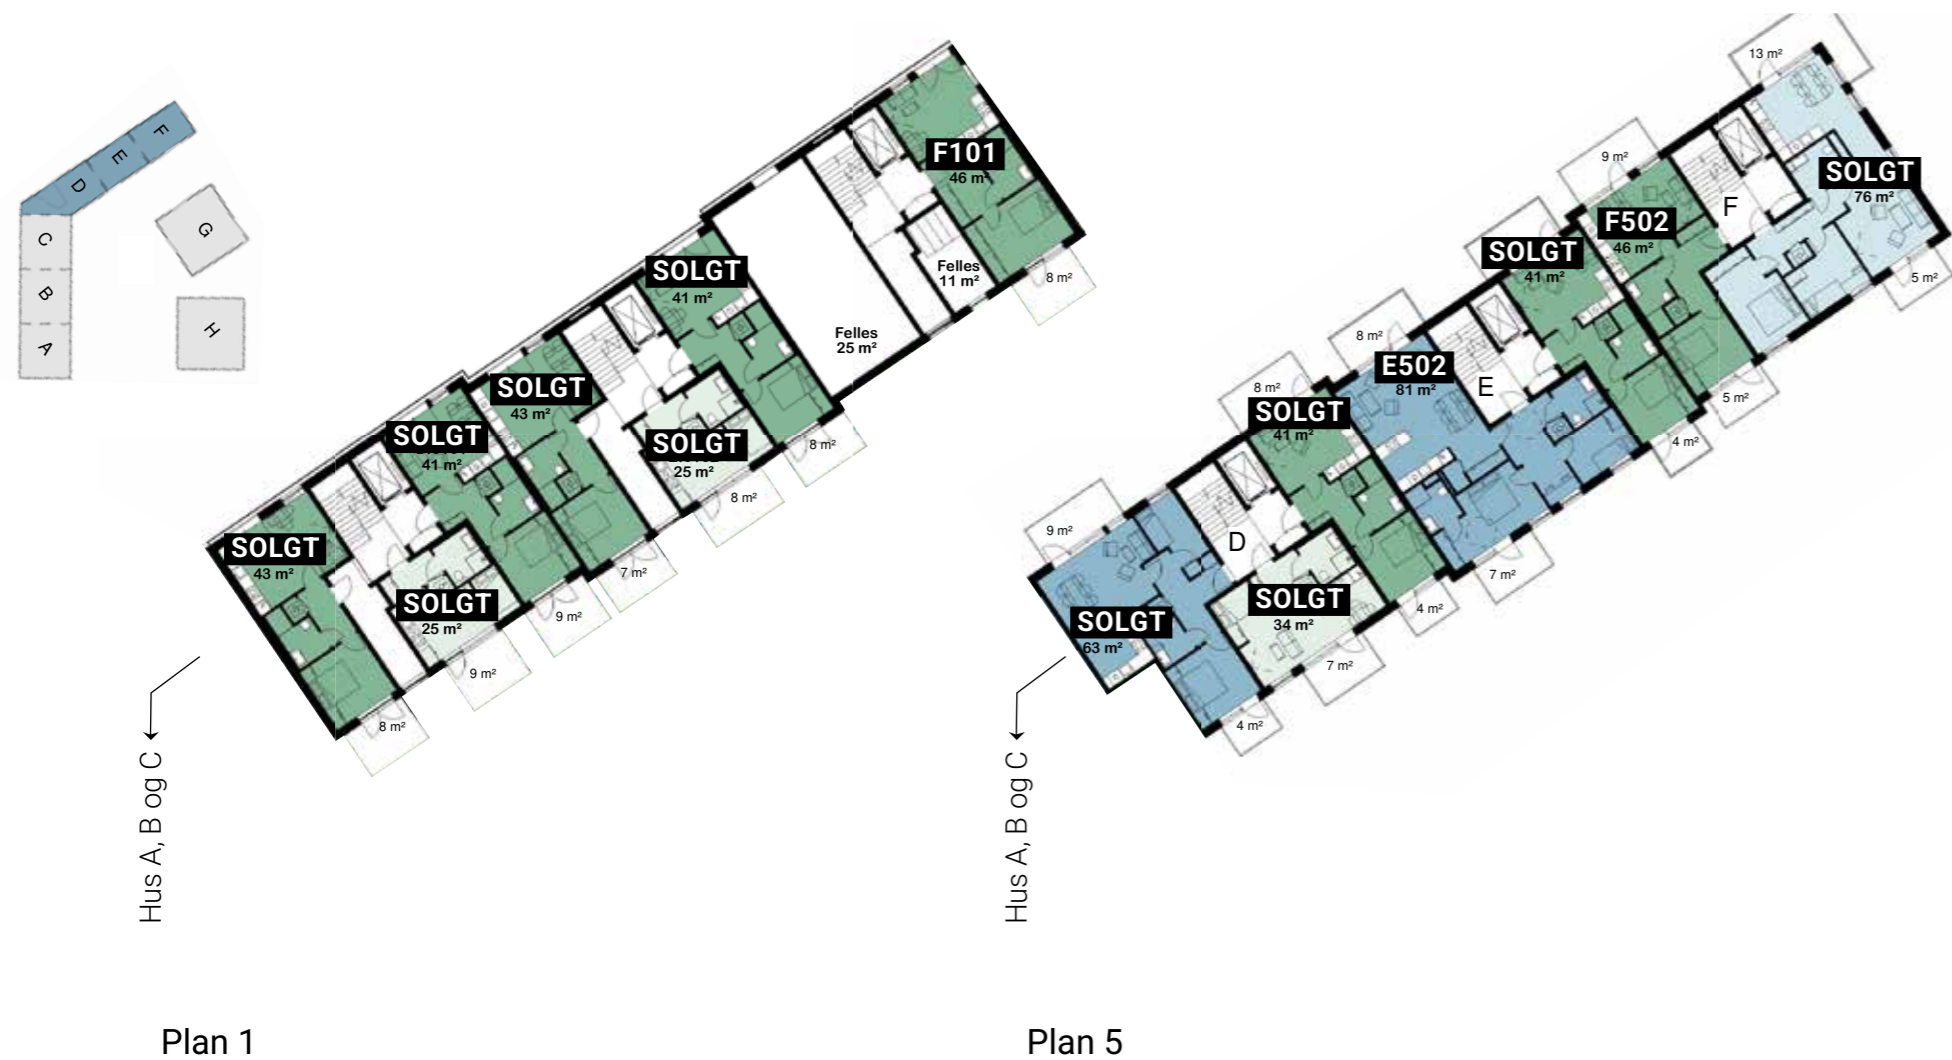 F
E
D
C
B
A
G
H
F101
46 m²
8 m²
Felles
11 m²
Felles
25 m²
SOLGT
41 m²
8 m²
SOLGT
43 m²
SOLGT
25 m²
8 m²
7 m²
SOLGT
41 m²
9 m²
SOLGT
43 m²
SOLGT
25 m²
9 m²
8 m²
Hus A, B og C
Plan 1
13 m²
SOLGT
76 m²
5 m²
F
9 m²
F502
46 m²
5 m²
SOLGT
41 m²
4 m²
8 m²
E502
81 m²
E
7 m²
8 m²
SOLGT
41 m²
4 m²
D
9 m²
SOLGT
63 m²
SOLGT
34 m²
7 m²
4 m²
Hus A, B og C
Plan 5